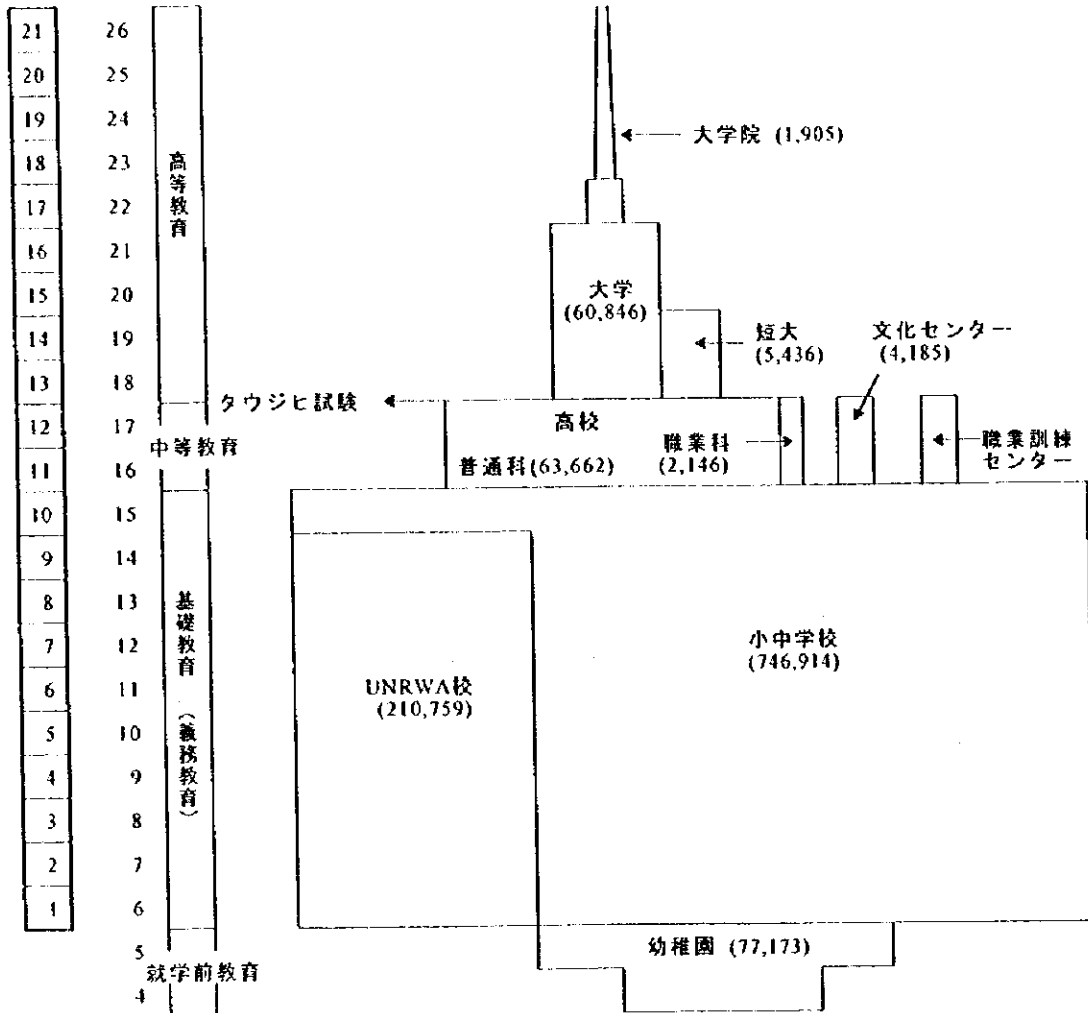 21 26
20 25
19 24
18 23
17 22
16 21
15 20
14 19
13 18
12 17
11 16
10 15
9 14
8 13
7 12
6 11
5 10
4 9
3 8
2 7
1 6
5
4
高等教育
中等教育
基礎教育(義務教育)
就学前教育
大学院 (1,905)
大学
(60,846)
短大
(5,436)
文化センター
(4,185)
タウジヒ試験
高校
普通科(63,662)
職業科
(2,146)
職業訓練
センター
小中学校
(746,914)
UNRWA校
(210,759)
幼稚園 (77,173)